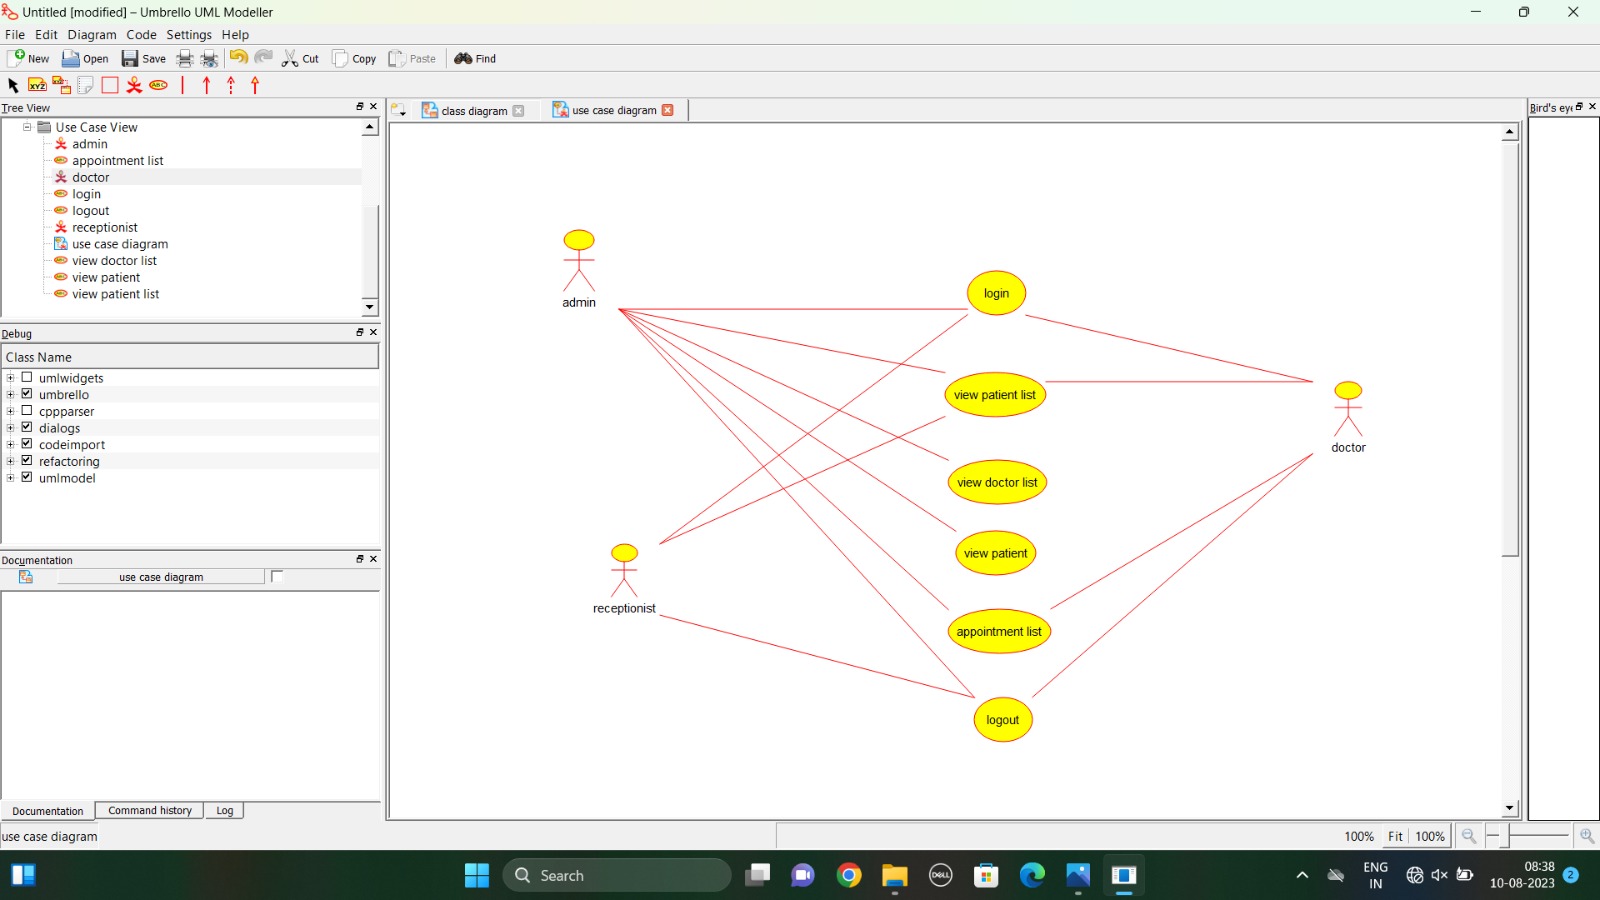 Untitled [modified] – Umbrello UML Modeller
File Edit Diagram Code Settings Help
New Open Save Cut Copy Paste Find
XYZ ABC
Tree View
Use Case View
admin
appointment list
doctor
login
logout
receptionist
use case diagram
view doctor list
view patient
view patient list
Debug
Class Name
umlwidgets
umbrello
cppparser
dialogs
codeimport
refactoring
umlmodel
Documentation
use case diagram
Documentation Command history Log
use case diagram
class diagram use case diagram
Bird's eye
admin
login
view patient list
doctor
view doctor list
view patient
receptionist
appointment list
logout
100% Fit 100%
Search
DELL
ENG
IN
08:38
10-08-2023
2